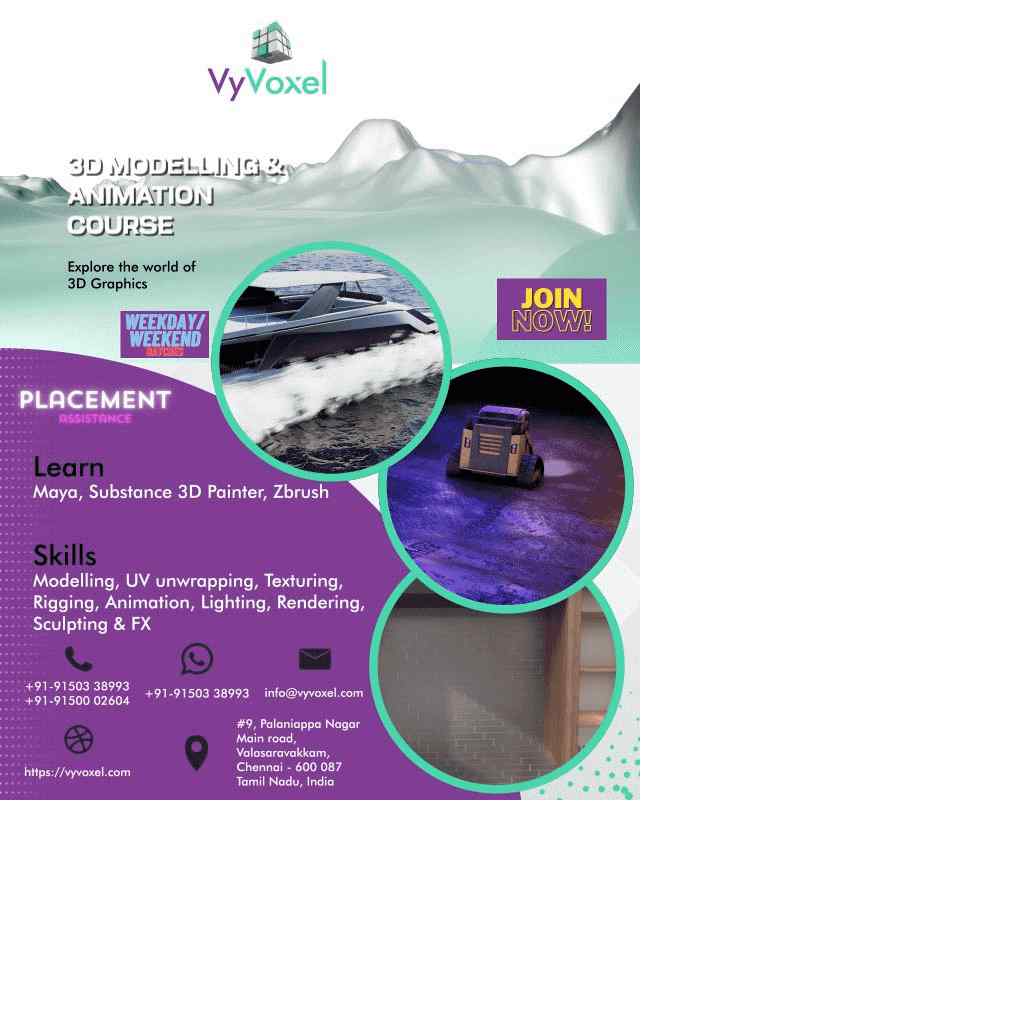 VyVoxel
3D MODELLING &
ANIMATION
COURSE
Explore the world of
3D Graphics
WEEKDAY/
WEEKEND
BATCHES
JOIN
NOW!
PLACEMENT
ASSISTANCE
Learn
Maya, Substance 3D Painter, Zbrush
Skills
Modelling, UV unwrapping, Texturing,
Rigging, Animation, Lighting, Rendering,
Sculpting & FX
+91-91503 38993
+91-91500 02604
+91-91503 38993
info@vyvoxel.com
https://vyvoxel.com
#9, Palaniappa Nagar
Main road,
Valasaravakkam,
Chennai - 600 087
Tamil Nadu, India